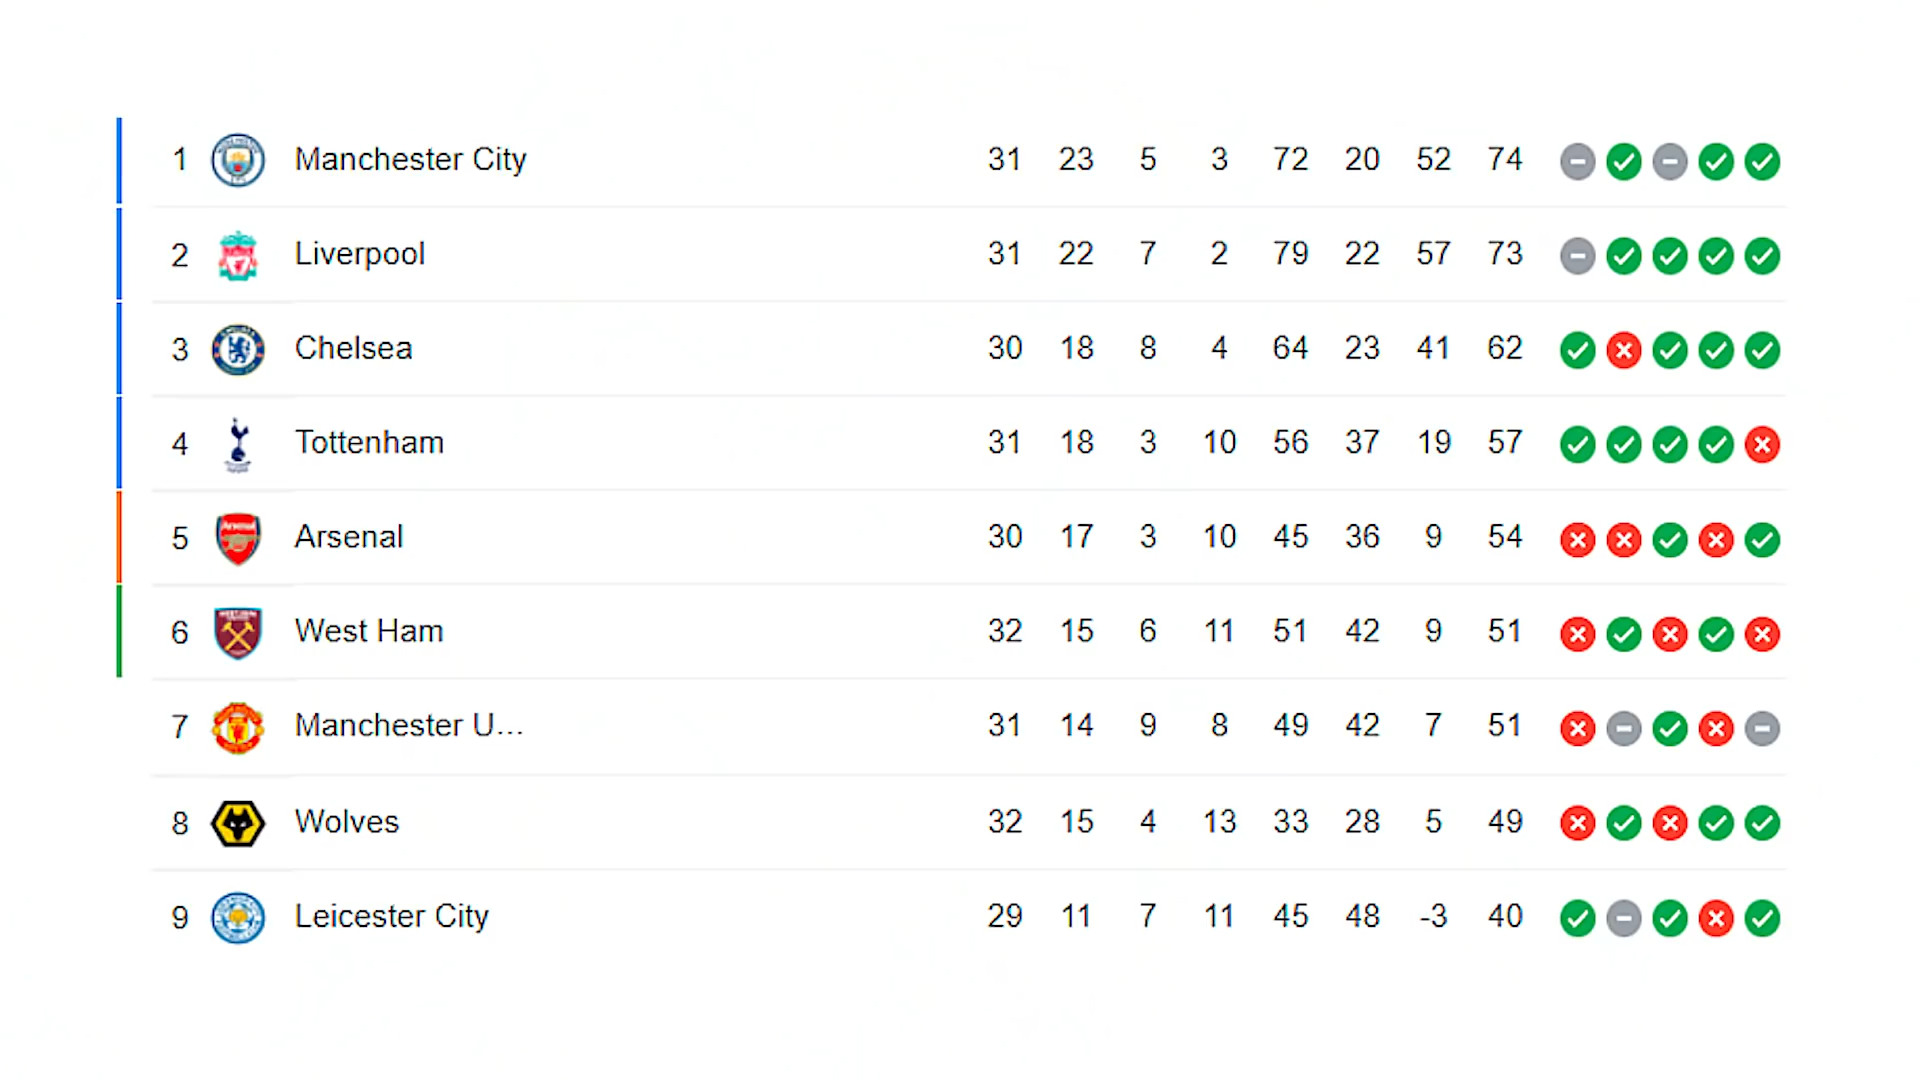 1 Manchester City 31 23 5 3 72 20 52 74
2 Liverpool 31 22 7 2 79 22 57 73
3 Chelsea 30 18 8 4 64 23 41 62
4 Tottenham 31 18 3 10 56 37 19 57
5 Arsenal 30 17 3 10 45 36 9 54
6 West Ham 32 15 6 11 51 42 9 51
7 Manchester U... 31 14 9 8 49 42 7 51
8 Wolves 32 15 4 13 33 28 5 49
9 Leicester City 29 11 7 11 45 48 -3 40